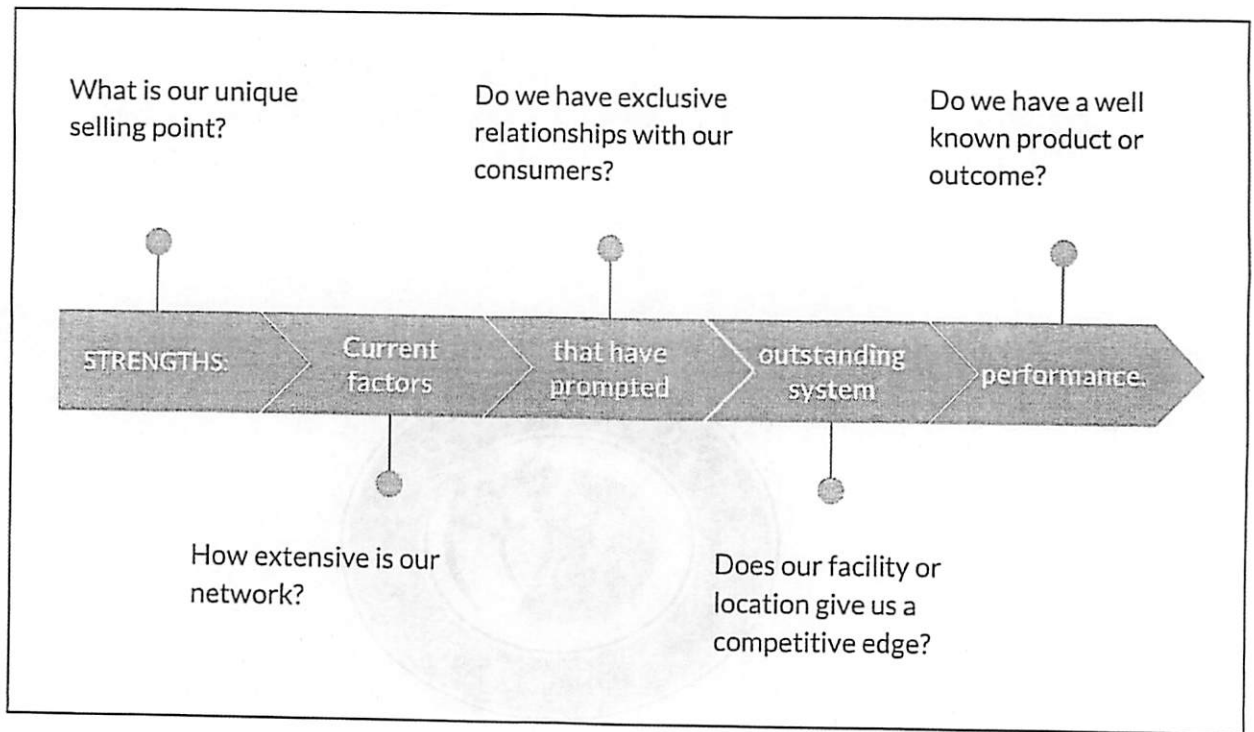 What is our unique
selling point?
Do we have exclusive
relationships with our
consumers?
Do we have a well
known product or
outcome?
STRENGTHS:
Current
factors
that have
prompted
outstanding
system
performance.
How extensive is our
network?
Does our facility or
location give us a
competitive edge?